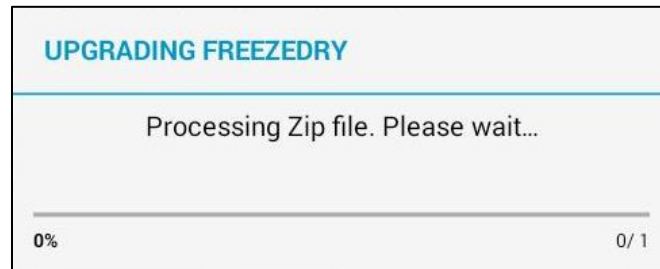 UPGRADING FREEZEDRY
Processing Zip file. Please wait...
0% 0/ 1